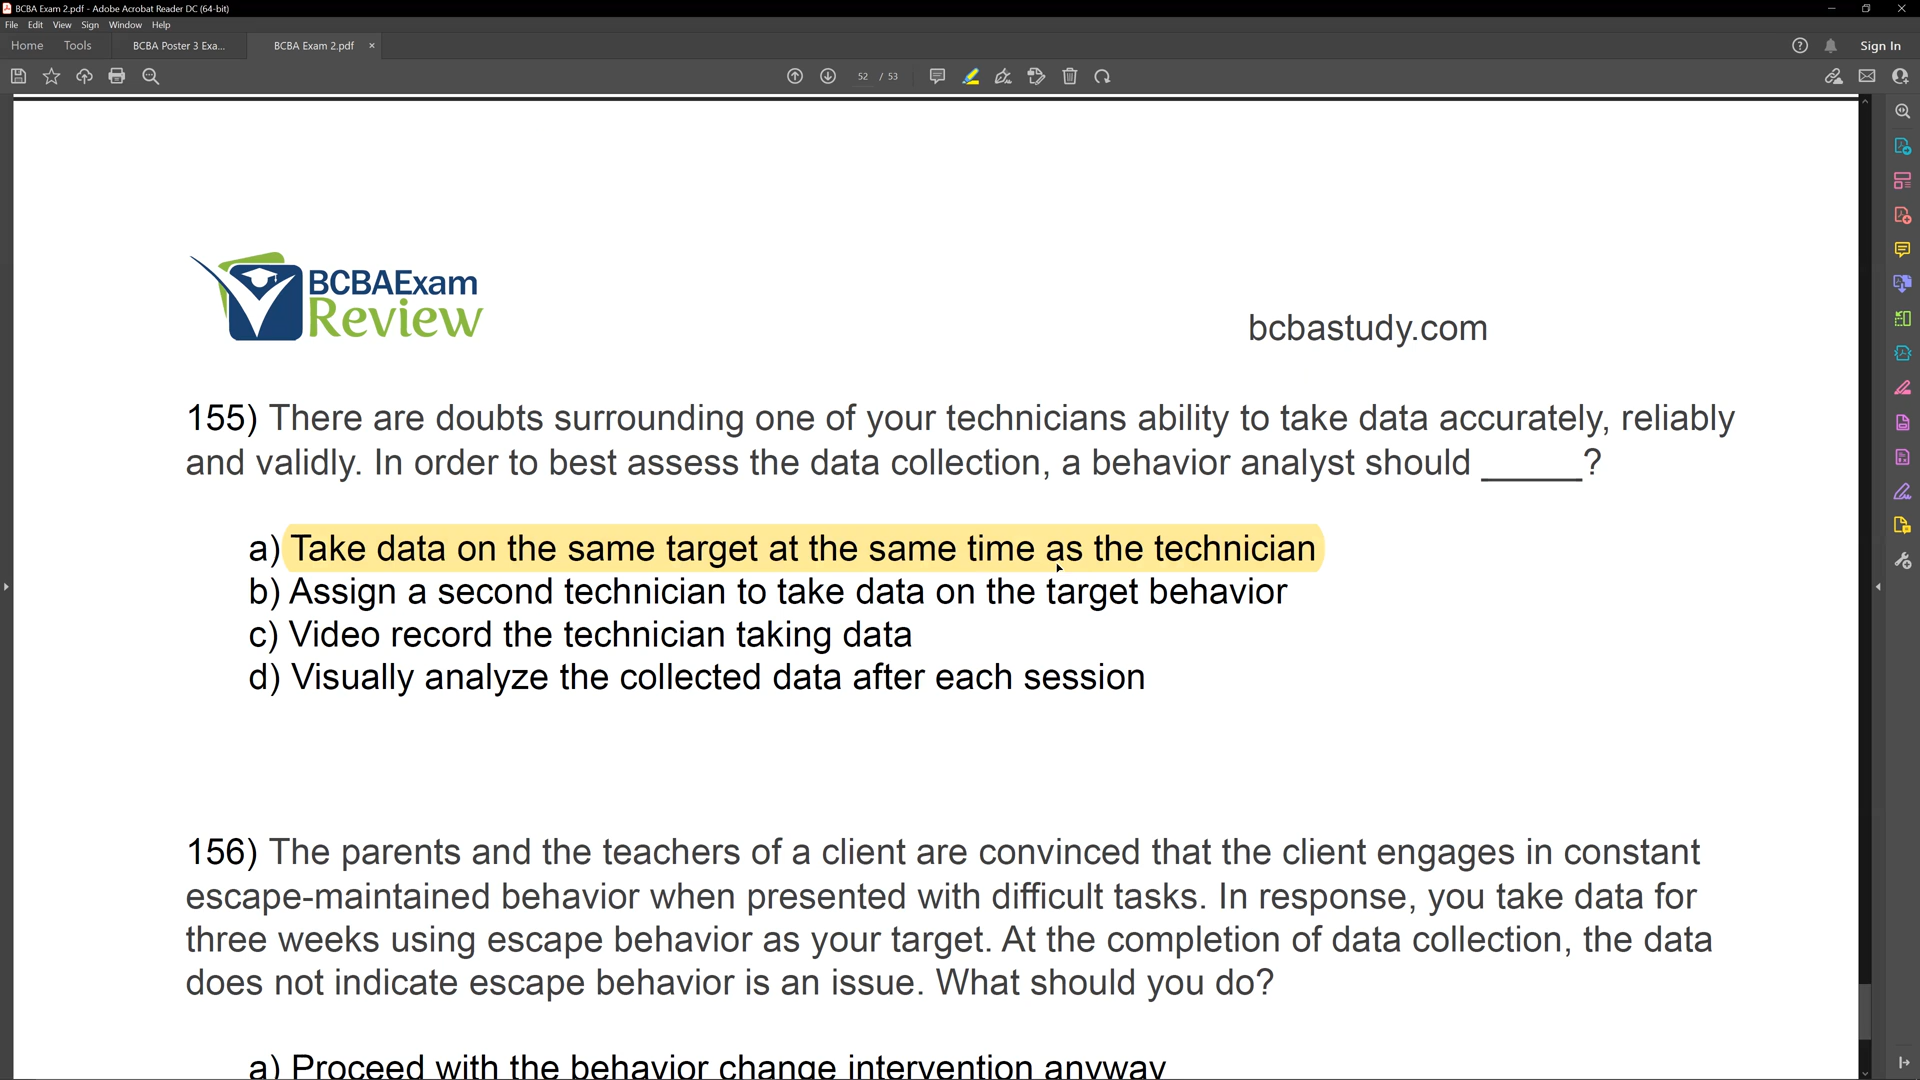 BCBA Exam 2.pdf - Adobe Acrobat Reader DC (64-bit)
File Edit View Sign Window Help
Home Tools BCBA Poster 3 Exa... BCBA Exam 2.pdf × Sign In
52 / 53
BCBAExam
Review
bcbastudy.com
155) There are doubts surrounding one of your technicians ability to take data accurately, reliably
and validly. In order to best assess the data collection, a behavior analyst should ______?
a) Take data on the same target at the same time as the technician
b) Assign a second technician to take data on the target behavior
c) Video record the technician taking data
d) Visually analyze the collected data after each session
156) The parents and the teachers of a client are convinced that the client engages in constant
escape-maintained behavior when presented with difficult tasks. In response, you take data for
three weeks using escape behavior as your target. At the completion of data collection, the data
does not indicate escape behavior is an issue. What should you do?
a) Proceed with the behavior change intervention anyway